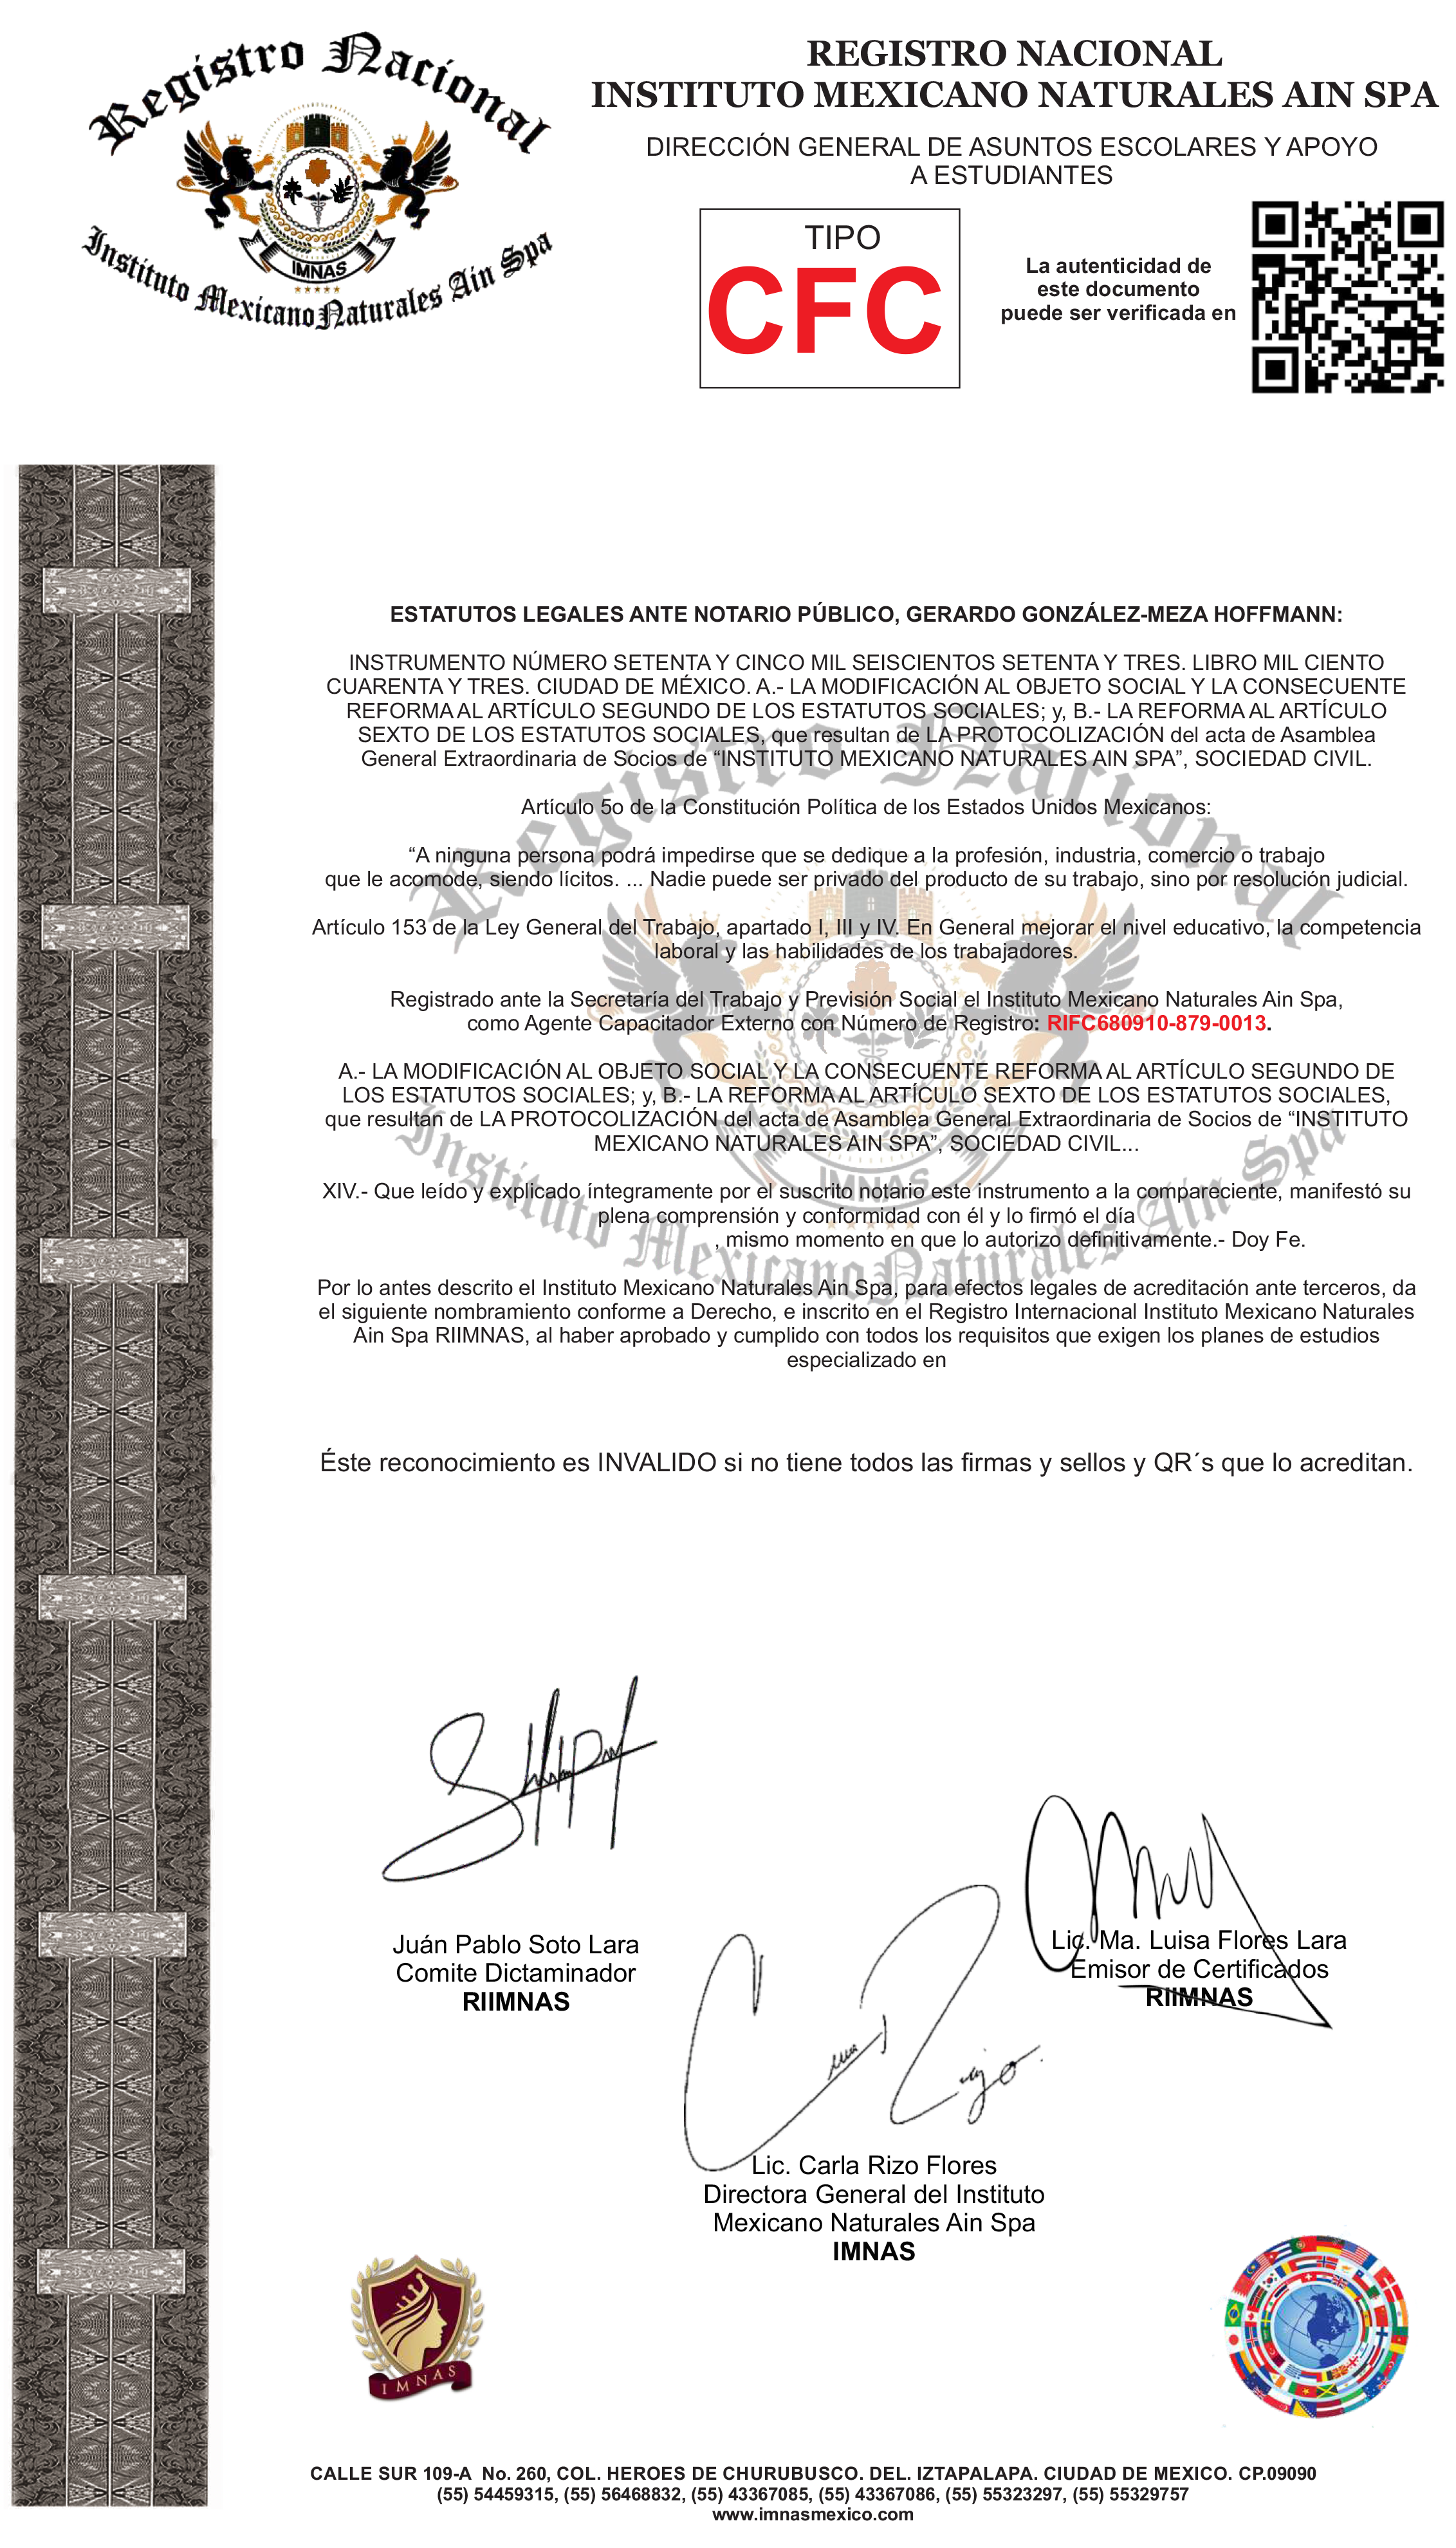 Registro Nacional
IMNAS
Instituto Mexicano Naturales Ain Spa
REGISTRO NACIONAL
INSTITUTO MEXICANO NATURALES AIN SPA
DIRECCIÓN GENERAL DE ASUNTOS ESCOLARES Y APOYO
A ESTUDIANTES
TIPO
CFC
La autenticidad de
este documento
puede ser verificada en
ESTATUTOS LEGALES ANTE NOTARIO PÚBLICO, GERARDO GONZÁLEZ-MEZA HOFFMANN:
INSTRUMENTO NÚMERO SETENTA Y CINCO MIL SEISCIENTOS SETENTA Y TRES. LIBRO MIL CIENTO
CUARENTA Y TRES. CIUDAD DE MÉXICO. A.- LA MODIFICACIÓN AL OBJETO SOCIAL Y LA CONSECUENTE
REFORMA AL ARTÍCULO SEGUNDO DE LOS ESTATUTOS SOCIALES; y, B.- LA REFORMA AL ARTÍCULO
SEXTO DE LOS ESTATUTOS SOCIALES, que resultan de LA PROTOCOLIZACIÓN del acta de Asamblea
General Extraordinaria de Socios de “INSTITUTO MEXICANO NATURALES AIN SPA”, SOCIEDAD CIVIL.
Artículo 5o de la Constitución Política de los Estados Unidos Mexicanos:
“A ninguna persona podrá impedirse que se dedique a la profesión, industria, comercio o trabajo
que le acomode, siendo lícitos. ... Nadie puede ser privado del producto de su trabajo, sino por resolución judicial.
Artículo 153 de la Ley General del Trabajo, apartado I, III y IV. En General mejorar el nivel educativo, la competencia
laboral y las habilidades de los trabajadores.
Registrado ante la Secretaría del Trabajo y Previsión Social el Instituto Mexicano Naturales Ain Spa,
como Agente Capacitador Externo con Número de Registro: RIFC680910-879-0013.
A.- LA MODIFICACIÓN AL OBJETO SOCIAL Y LA CONSECUENTE REFORMA AL ARTÍCULO SEGUNDO DE
LOS ESTATUTOS SOCIALES; y, B.- LA REFORMA AL ARTÍCULO SEXTO DE LOS ESTATUTOS SOCIALES,
que resultan de LA PROTOCOLIZACIÓN del acta de Asamblea General Extraordinaria de Socios de “INSTITUTO
MEXICANO NATURALES AIN SPA”, SOCIEDAD CIVIL...
XIV.- Que leído y explicado íntegramente por el suscrito notario este instrumento a la compareciente, manifestó su
plena comprensión y conformidad con él y lo firmó el día
, mismo momento en que lo autorizo definitivamente.- Doy Fe.
Por lo antes descrito el Instituto Mexicano Naturales Ain Spa, para efectos legales de acreditación ante terceros, da
el siguiente nombramiento conforme a Derecho, e inscrito en el Registro Internacional Instituto Mexicano Naturales
Ain Spa RIIMNAS, al haber aprobado y cumplido con todos los requisitos que exigen los planes de estudios
especializado en
Registro Nacional
IMNAS
Instituto Mexicano Naturales Ain Spa
Éste reconocimiento es INVALIDO si no tiene todos las firmas y sellos y QR´s que lo acreditan.
Juán Pablo Soto Lara
Comite Dictaminador
RIIMNAS
Lic. Ma. Luisa Flores Lara
Emisor de Certificados
RIIMNAS
Lic. Carla Rizo Flores
Directora General del Instituto
Mexicano Naturales Ain Spa
IMNAS
IMNAS
CALLE SUR 109-A No. 260, COL. HEROES DE CHURUBUSCO. DEL. IZTAPALAPA. CIUDAD DE MEXICO. CP.09090
(55) 54459315, (55) 56468832, (55) 43367085, (55) 43367086, (55) 55323297, (55) 55329757
www.imnasmexico.com